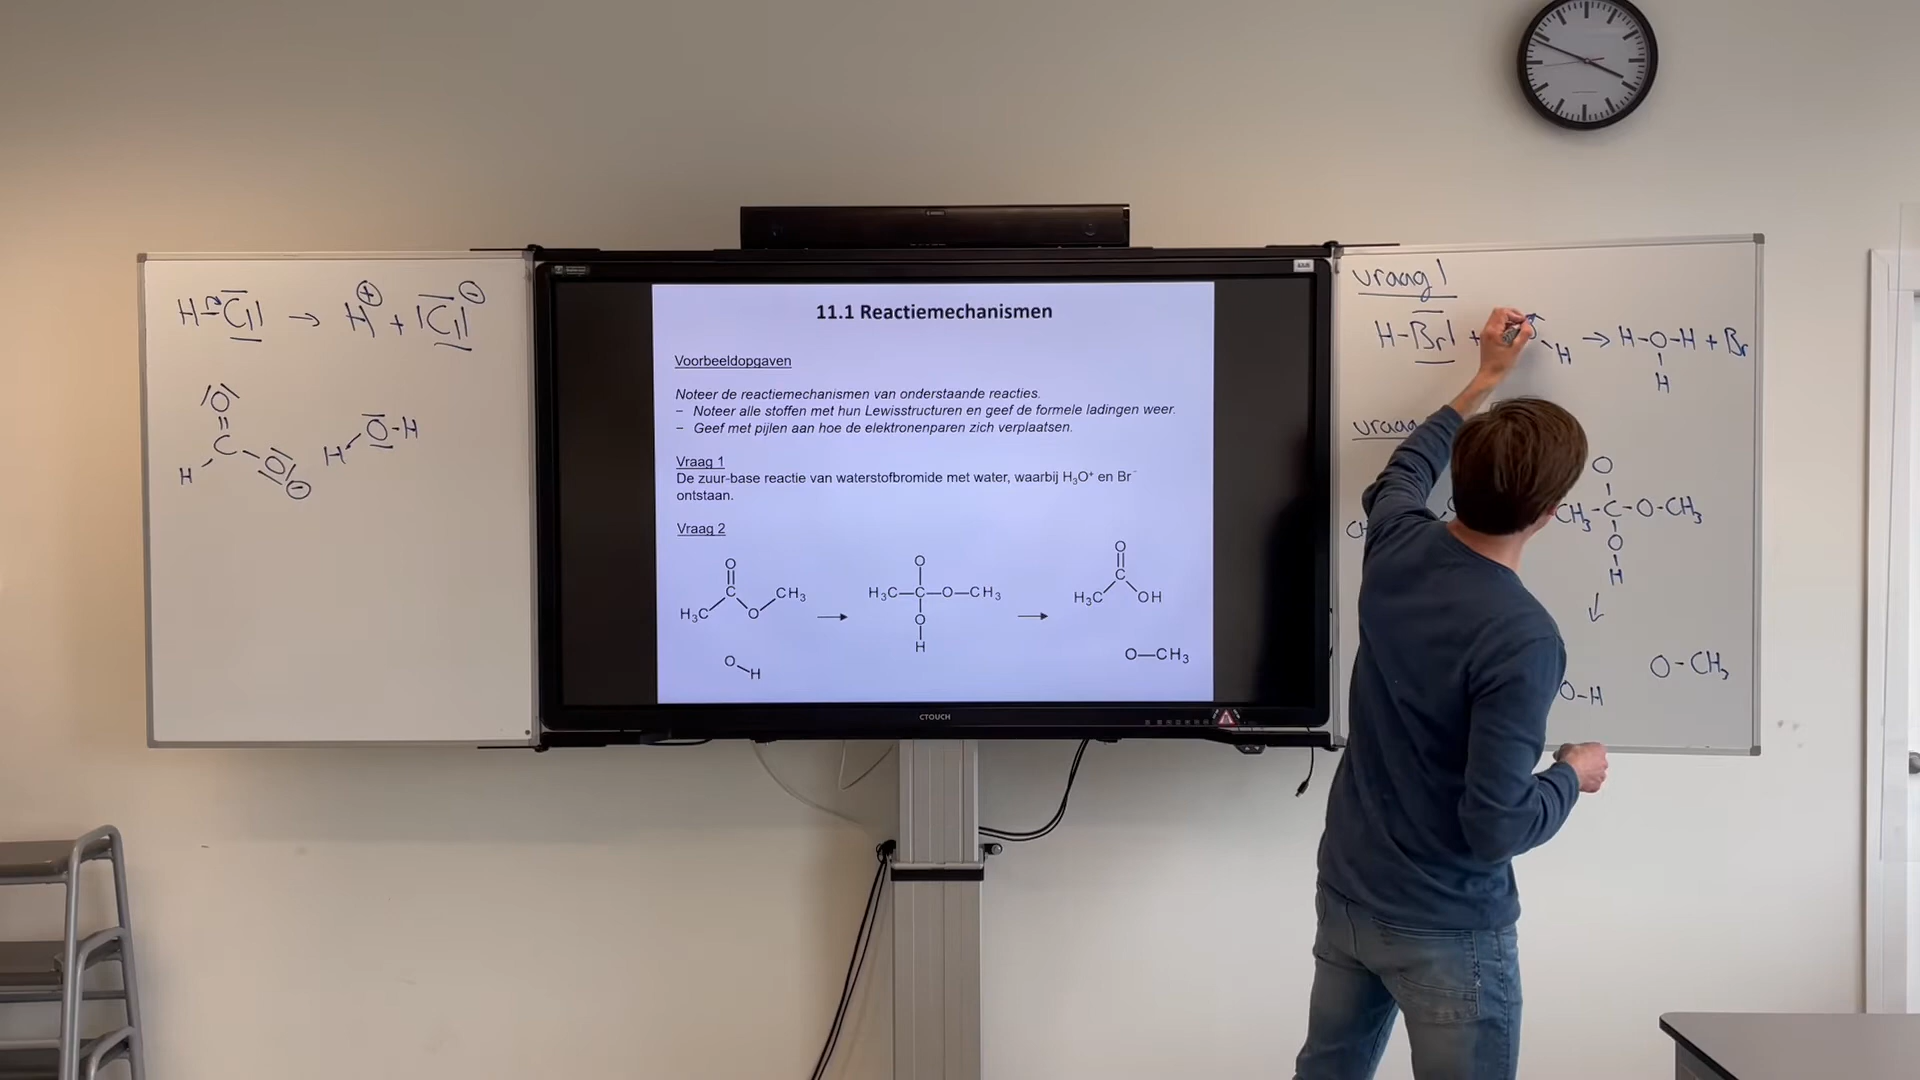 H-Cl → H⊕ + Cl⊖
O
C
H
O⊖
H
O-H
11.1 Reactiemechanismen
Voorbeeldopgaven
Noteer de reactiemechanismen van onderstaande reacties.
− Noteer alle stoffen met hun Lewisstructuren en geef de formele ladingen weer.
− Geef met pijlen aan hoe de elektronenparen zich verplaatsen.
Vraag 1
De zuur-base reactie van waterstofbromide met water, waarbij H₃O⁺ en Br⁻
ontstaan.
Vraag 2
O
C
H₃C
O
CH₃
O
H
→
O
H₃C—C—O—CH₃
O
H
→
O
C
H₃C
OH
O—CH₃
CTOUCH
vraag 1
H-Br +
H
→ H-O-H + Br
H
vraag
O
CH₃-C-O-CH₃
O
H
↓
O-H
O-CH₃